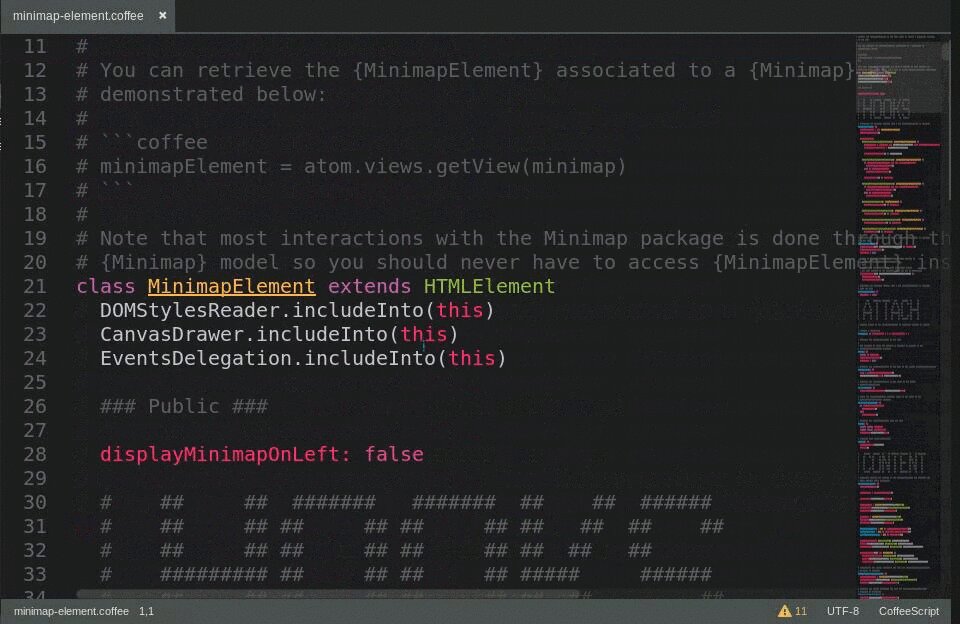 minimap-element.coffee ×
11 #
12 # You can retrieve the {MinimapElement} associated to a {Minimap}
13 # demonstrated below:
14 #
15 # ```coffee
16 # minimapElement = atom.views.getView(minimap)
17 # ```
18 #
19 # Note that most interactions with the Minimap package is done through th
20 # {Minimap} model so you should never have to access {MinimapElement} ins
21 class MinimapElement extends HTMLElement
22   DOMStylesReader.includeInto(this)
23   CanvasDrawer.includeInto(this)
24   EventsDelegation.includeInto(this)
25
26   ### Public ###
27
28   displayMinimapOnLeft: false
29
30   #    ##     ##  #######   #######  ##    ##  ######
31   #    ##     ## ##     ## ##     ## ##   ##  ##    ##
32   #    ##     ## ##     ## ##     ## ##  ##   ##
33   #    ######### ##     ## ##     ## #####     ######
34
HOOKS
ATTACH
CONTENT
minimap-element.coffee 1,1 11 UTF-8 CoffeeScript